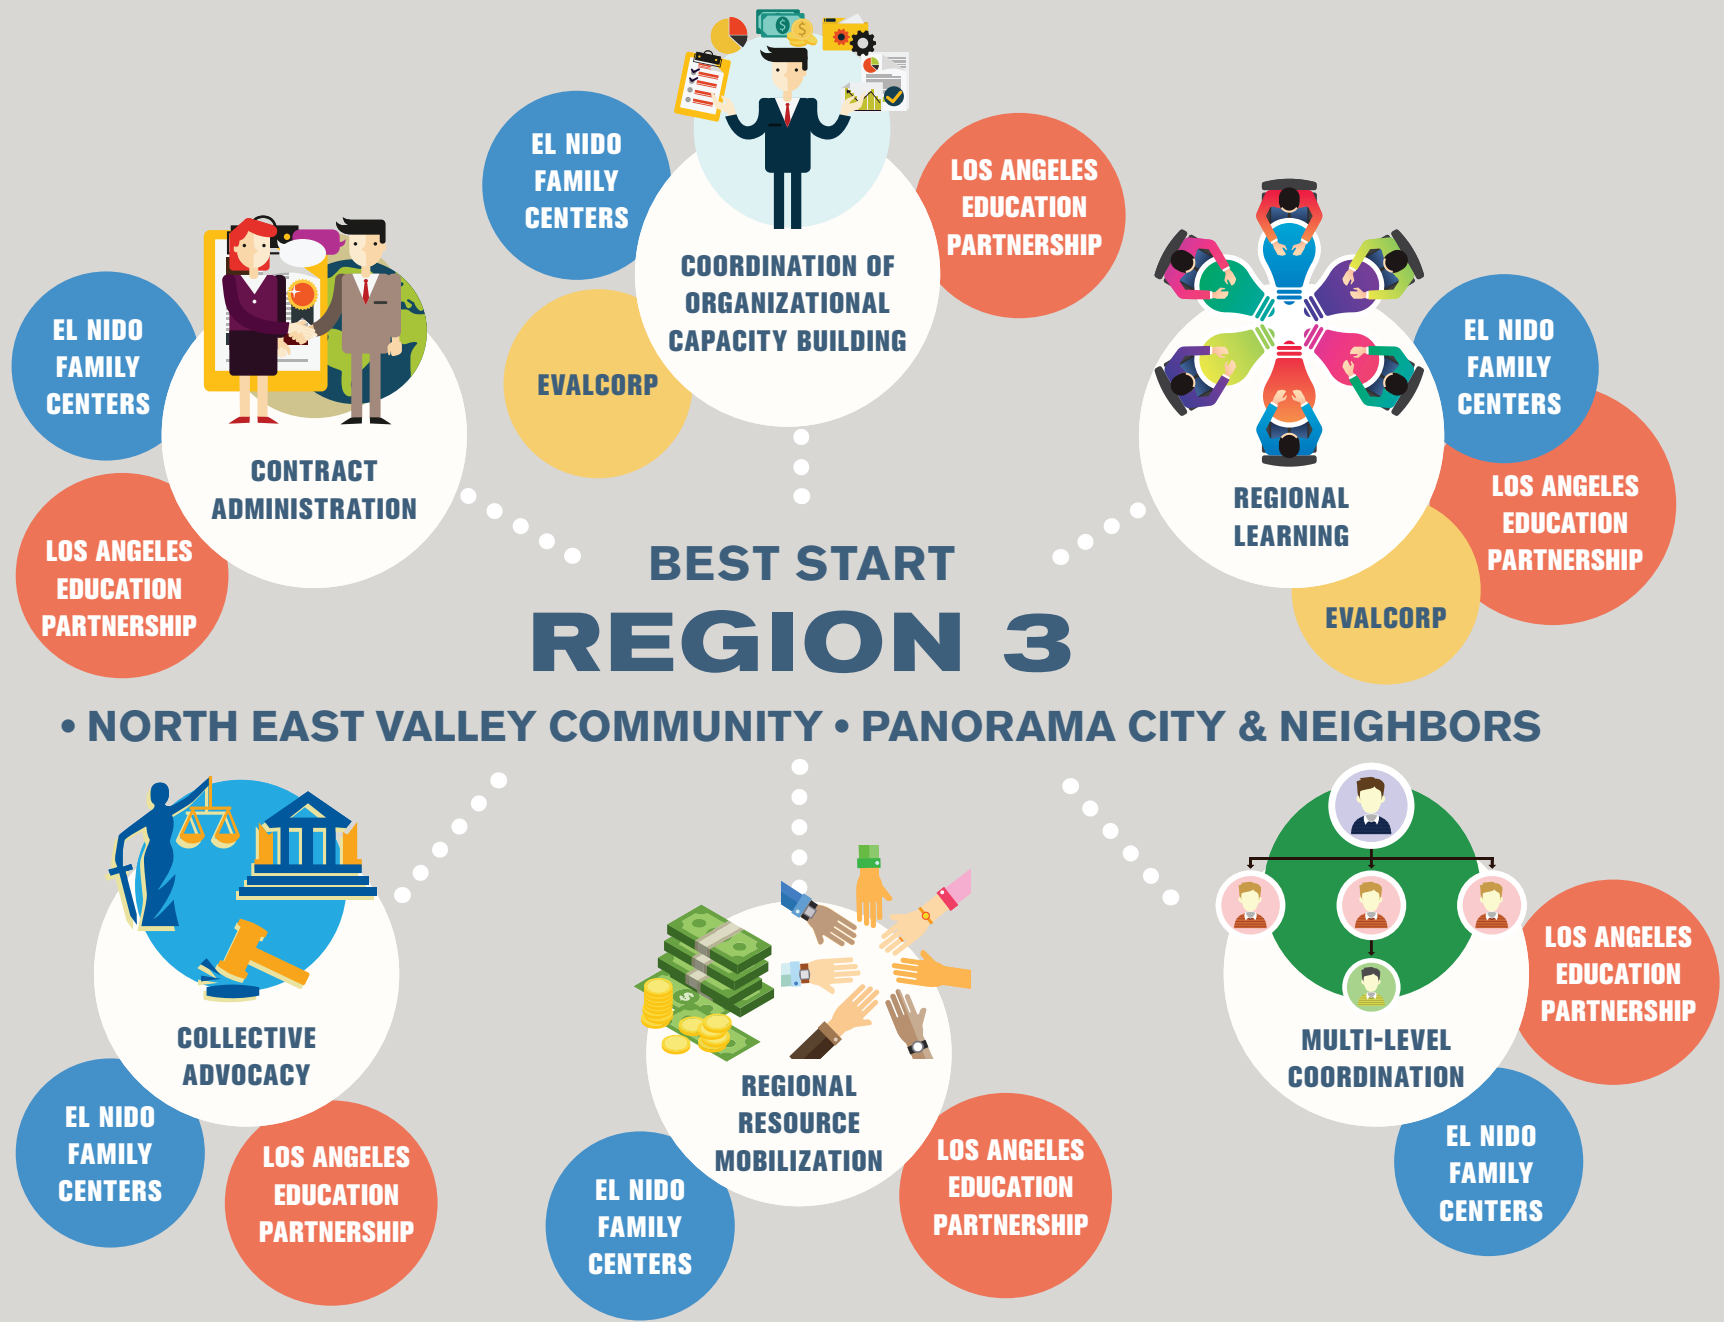 EL NIDO
FAMILY
CENTERS
LOS ANGELES
EDUCATION
PARTNERSHIP
EVALCORP
COORDINATION OF
ORGANIZATIONAL
CAPACITY BUILDING
EL NIDO
FAMILY
CENTERS
LOS ANGELES
EDUCATION
PARTNERSHIP
CONTRACT
ADMINISTRATION
EL NIDO
FAMILY
CENTERS
LOS ANGELES
EDUCATION
PARTNERSHIP
EVALCORP
REGIONAL
LEARNING
BEST START
REGION 3
• NORTH EAST VALLEY COMMUNITY • PANORAMA CITY & NEIGHBORS
COLLECTIVE
ADVOCACY
EL NIDO
FAMILY
CENTERS
LOS ANGELES
EDUCATION
PARTNERSHIP
REGIONAL
RESOURCE
MOBILIZATION
EL NIDO
FAMILY
CENTERS
LOS ANGELES
EDUCATION
PARTNERSHIP
MULTI-LEVEL
COORDINATION
LOS ANGELES
EDUCATION
PARTNERSHIP
EL NIDO
FAMILY
CENTERS